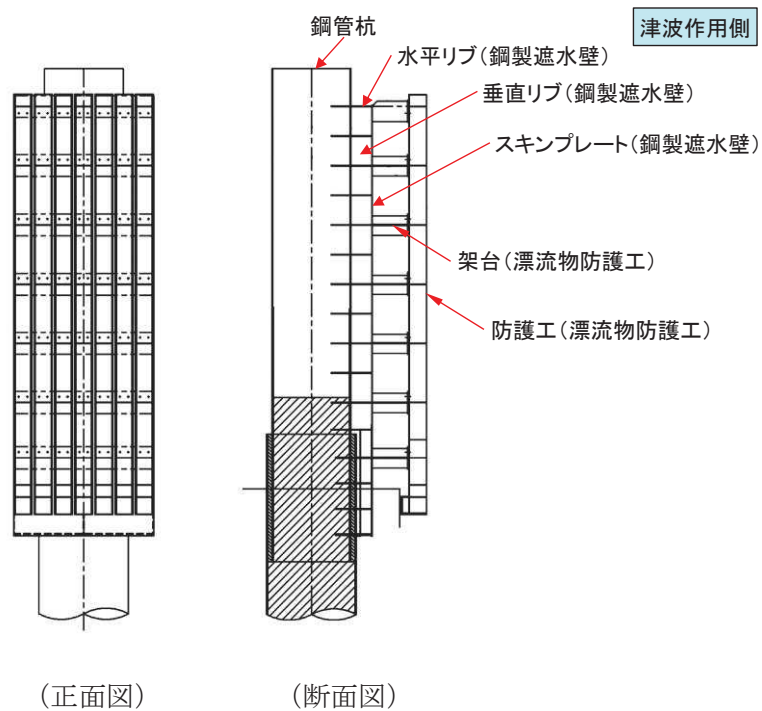 津波作用側
鋼管杭
水平リブ(鋼製遮水壁)
垂直リブ(鋼製遮水壁)
スキンプレート(鋼製遮水壁)
架台(漂流物防護工)
防護工(漂流物防護工)
(正面図)
(断面図)